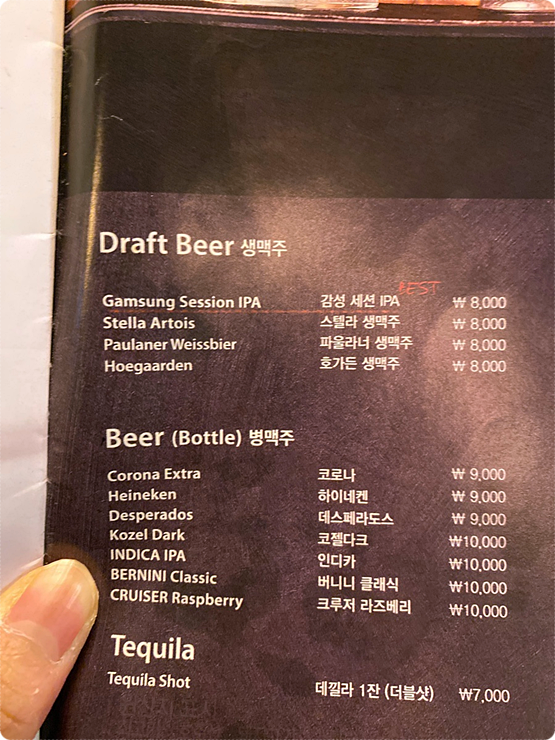 Draft Beer 생맥주
BEST
Gamsung Session IPA 감성 세션 IPA ₩ 8,000
Stella Artois 스텔라 생맥주 ₩ 8,000
Paulaner Weissbier 파울라너 생맥주 ₩ 8,000
Hoegaarden 호가든 생맥주 ₩ 8,000
Beer (Bottle) 병맥주
Corona Extra 코로나 ₩ 9,000
Heineken 하이네켄 ₩ 9,000
Desperados 데스페라도스 ₩ 9,000
Kozel Dark 코젤다크 ₩10,000
INDICA IPA 인디카 ₩10,000
BERNINI Classic 버니니 클래식 ₩10,000
CRUISER Raspberry 크루저 라즈베리 ₩10,000
Tequila
Tequila Shot 데낄라 1잔 (더블샷) ₩7,000